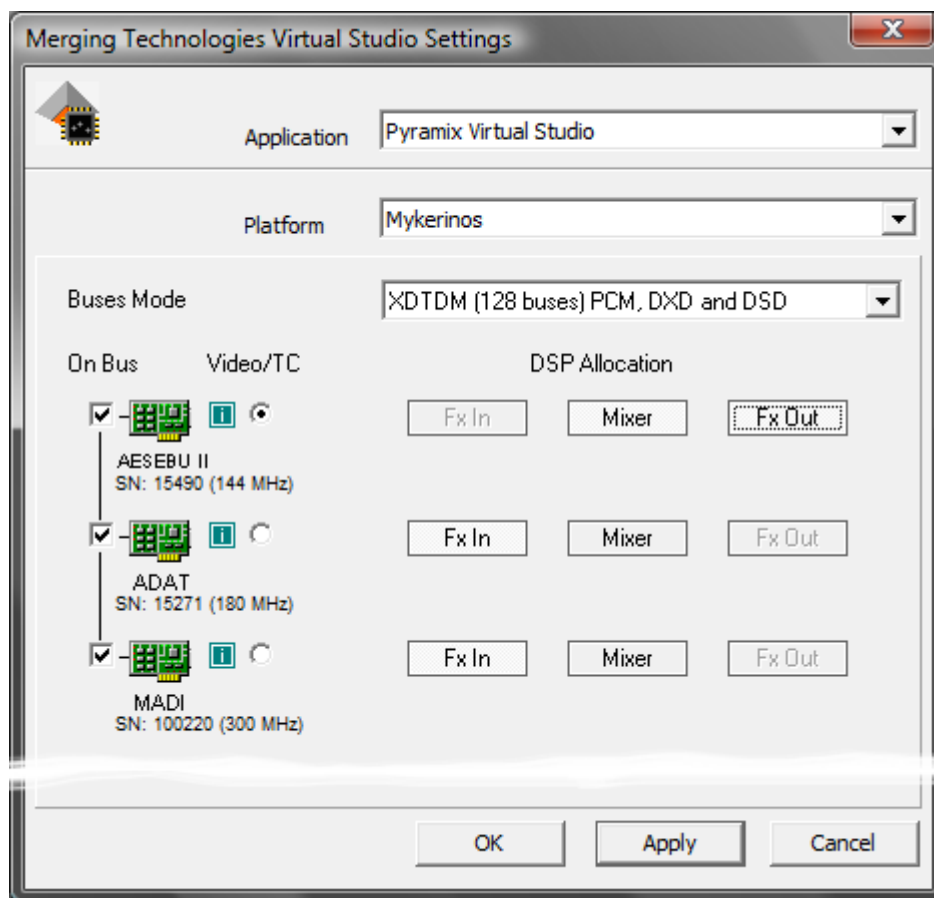 Merging Technologies Virtual Studio Settings
X
Application Pyramix Virtual Studio
Platform Mykerinos
Buses Mode XDTDM (128 buses) PCM, DXD and DSD
On Bus Video/TC DSP Allocation
i Fx In Mixer Fx Out
AESEBU II
SN: 15490 (144 MHz)
i Fx In Mixer Fx Out
ADAT
SN: 15271 (180 MHz)
i Fx In Mixer Fx Out
MADI
SN: 100220 (300 MHz)
OK Apply Cancel